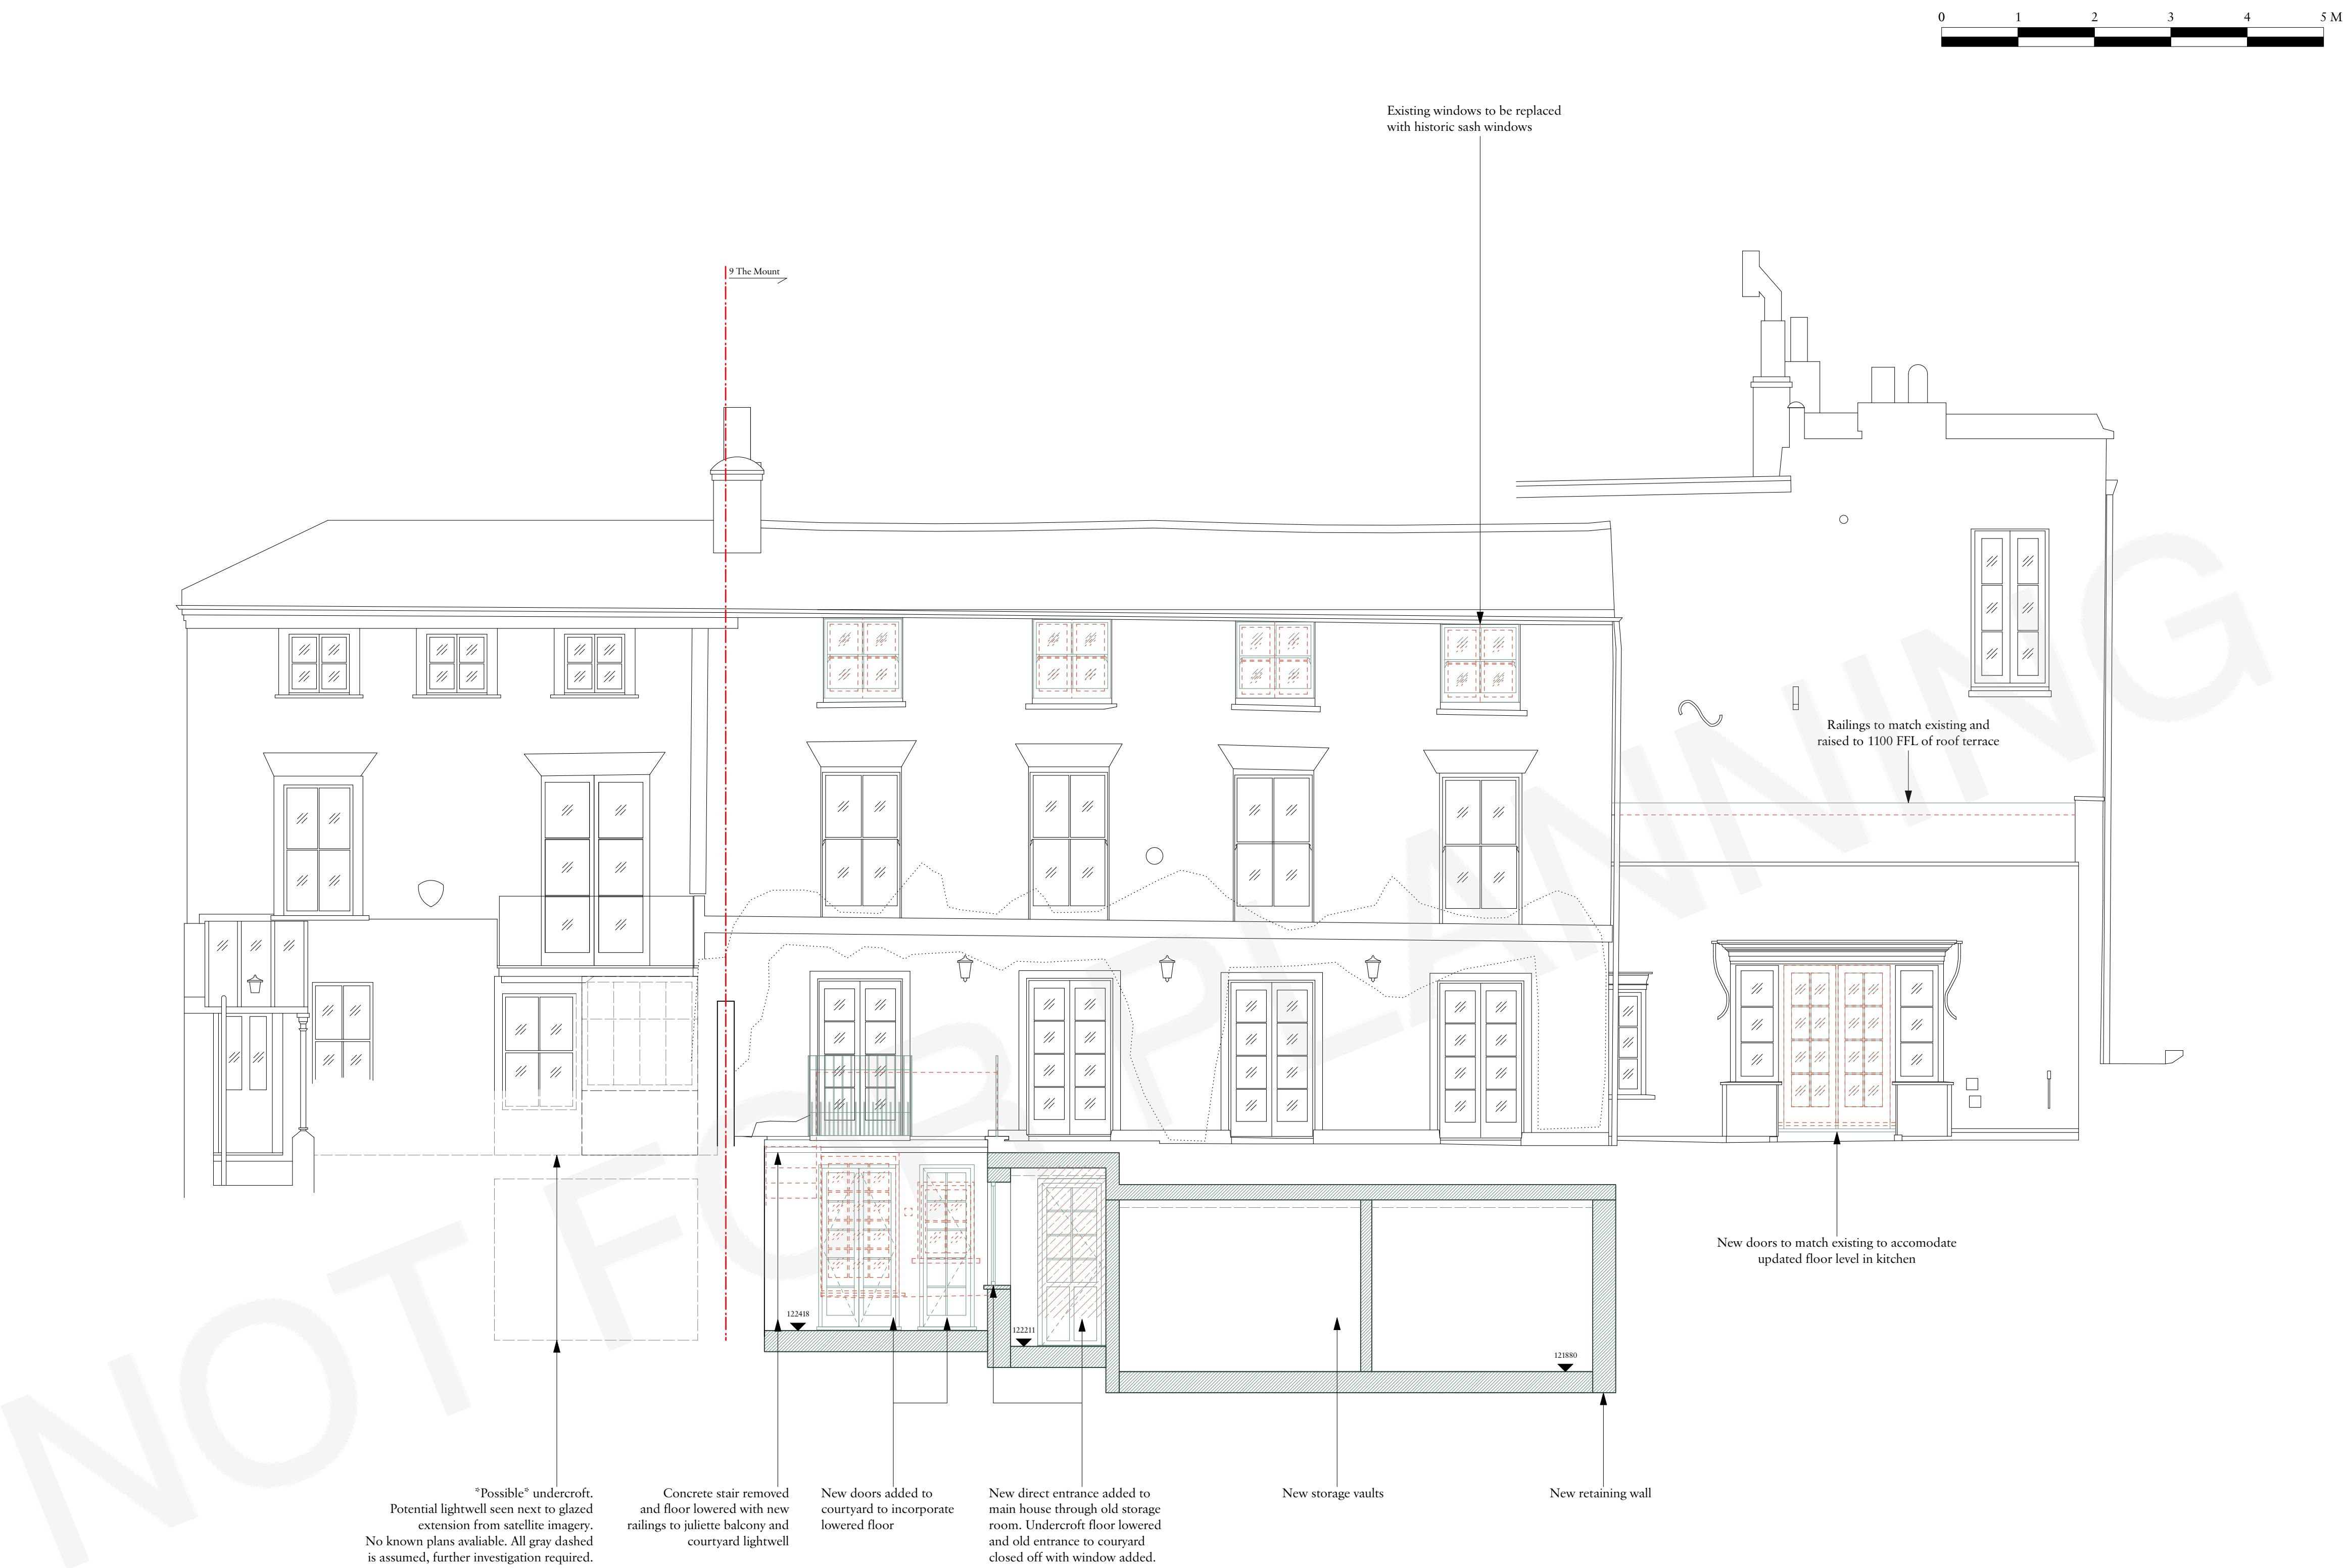 0 1 2 3 4 5 M
Existing windows to be replaced
with historic sash windows
9 The Mount
Railings to match existing and
raised to 1100 FFL of roof terrace
New doors to match existing to accomodate
updated floor level in kitchen
122418
122211
121880
*Possible* undercroft.
Potential lightwell seen next to glazed
extension from satellite imagery.
No known plans avaliable. All gray dashed
is assumed, further investigation required.
Concrete stair removed
and floor lowered with new
railings to juliette balcony and
courtyard lightwell
New doors added to
courtyard to incorporate
lowered floor
New direct entrance added to
main house through old storage
room. Undercroft floor lowered
and old entrance to couryard
closed off with window added.
New storage vaults
New retaining wall
NOT FOR PLANNING